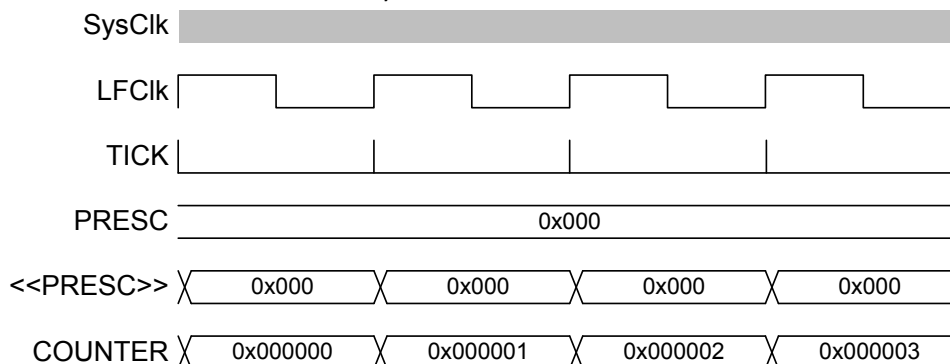 SysClk
LFClk
TICK
PRESC 0x000
<<PRESC>> 0x000 0x000 0x000 0x000
COUNTER 0x000000 0x000001 0x000002 0x000003